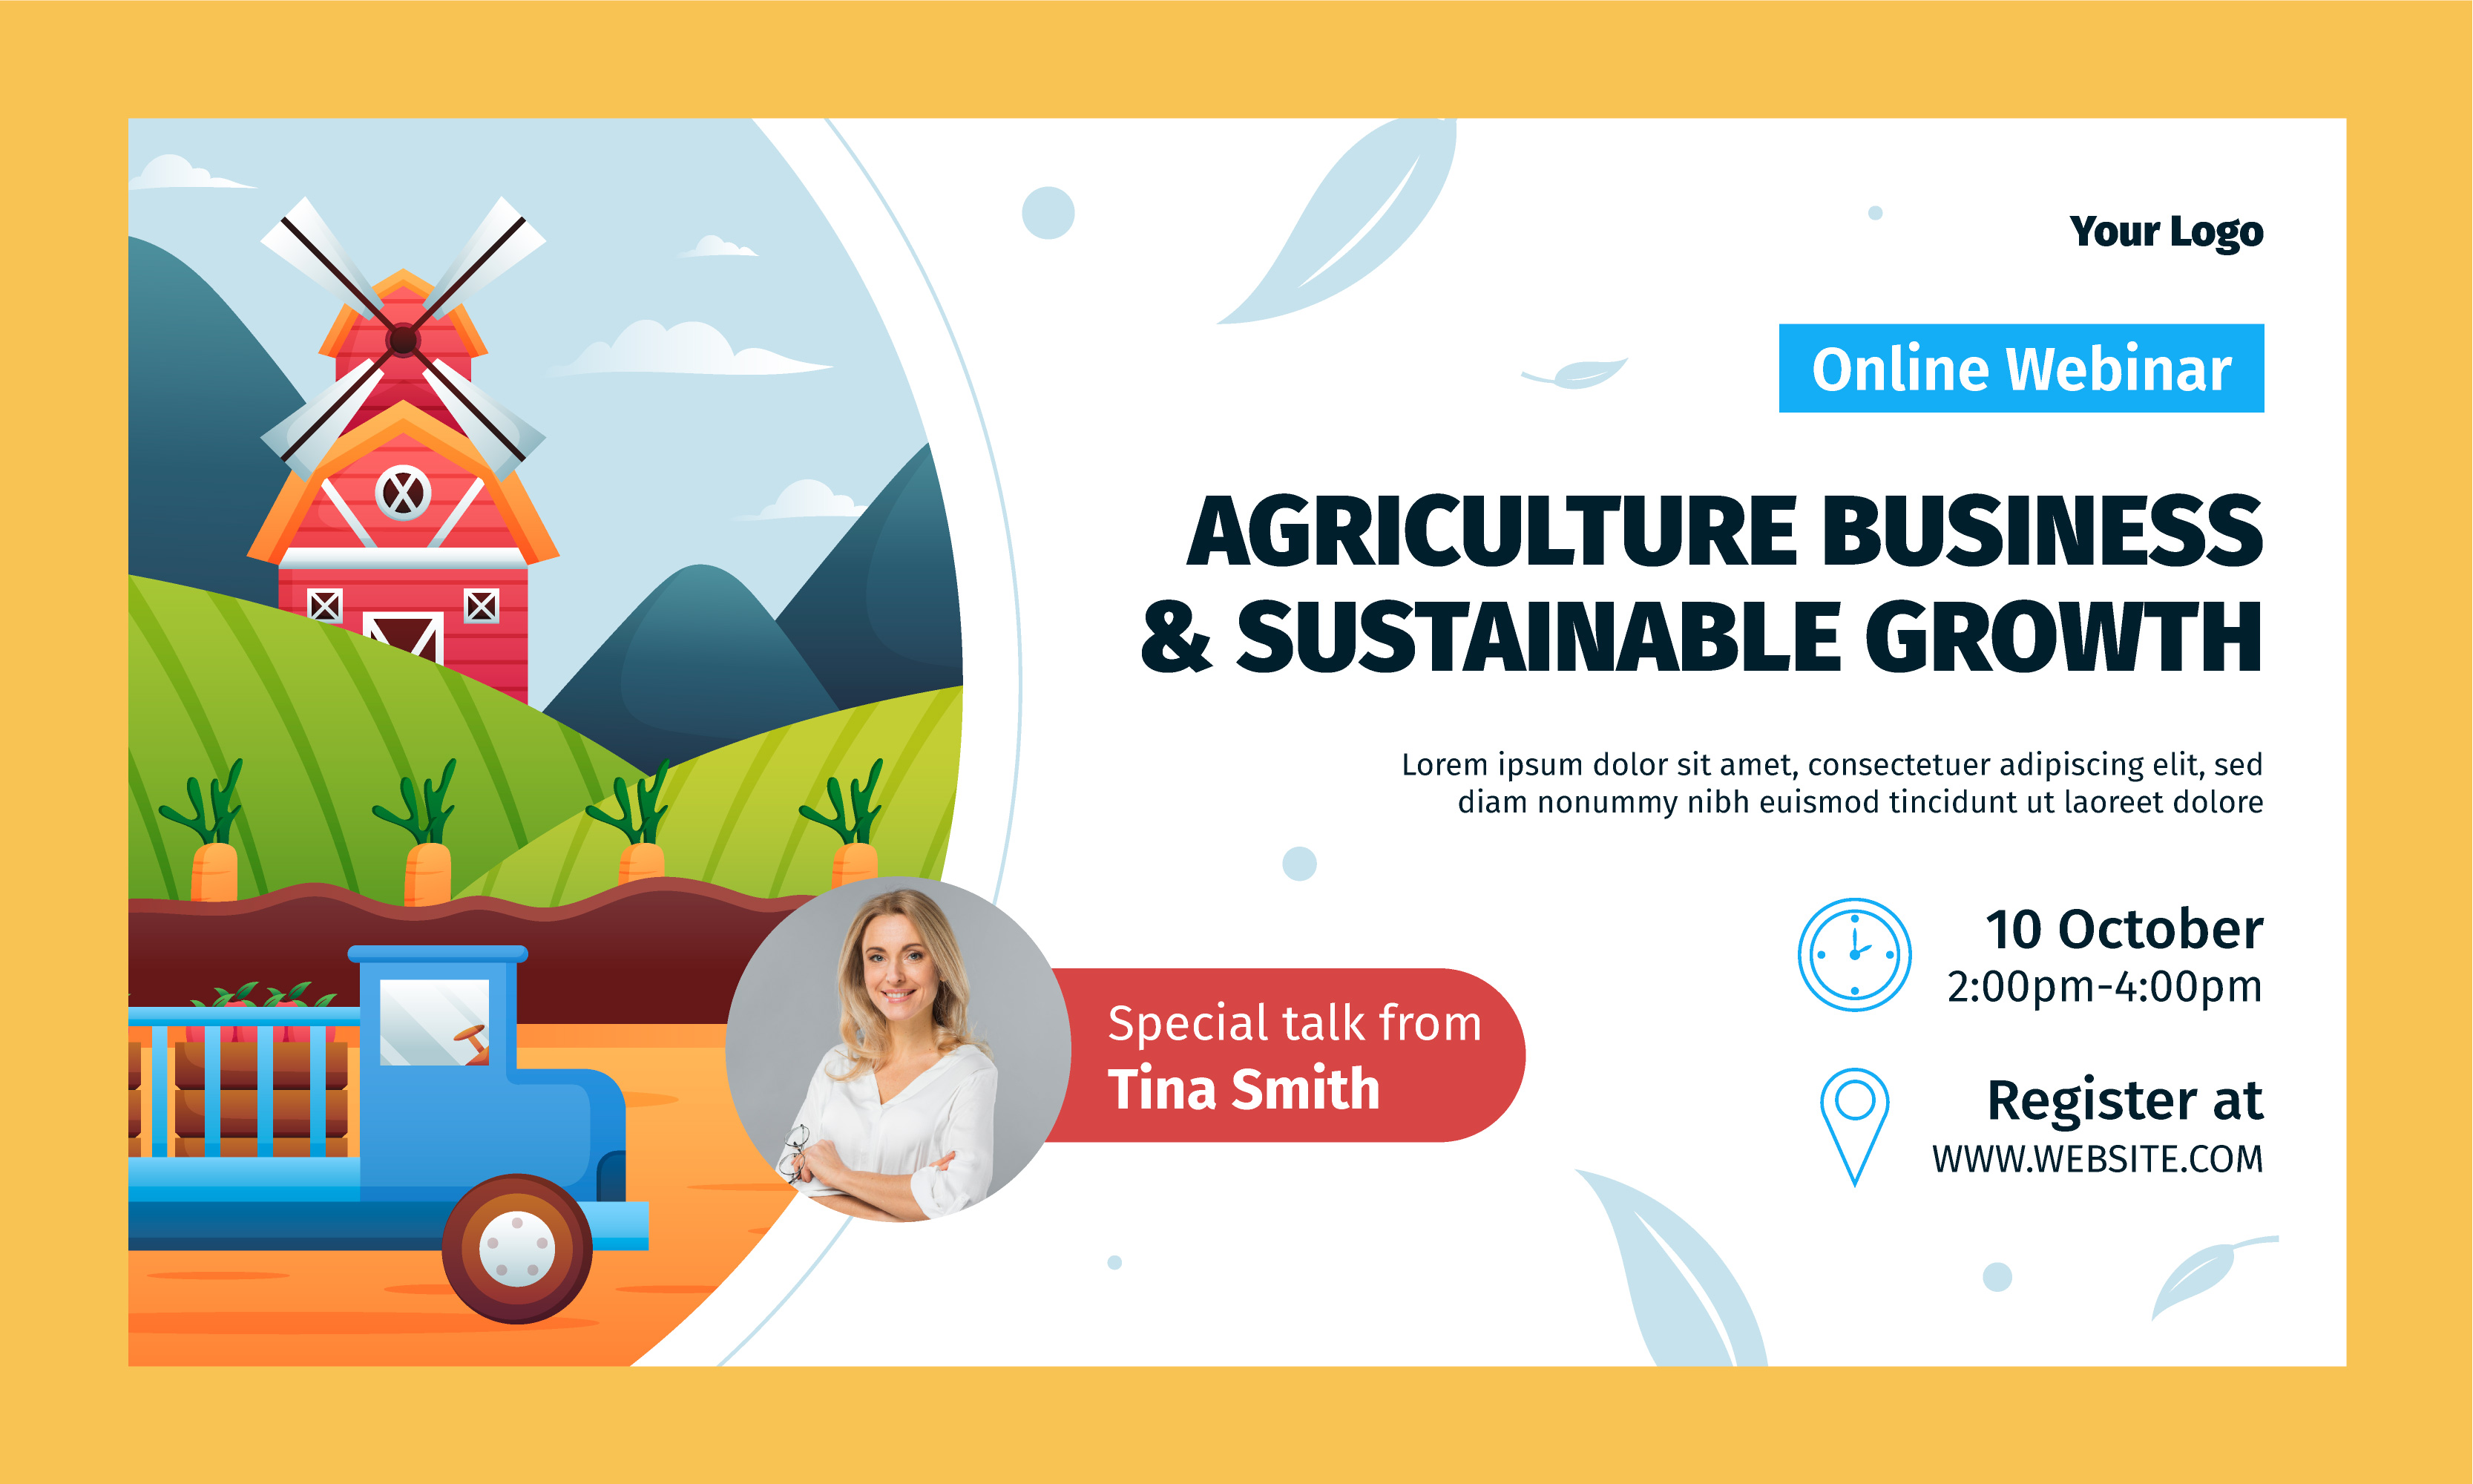 Your Logo
Online Webinar
AGRICULTURE BUSINESS
& SUSTAINABLE GROWTH
Lorem ipsum dolor sit amet, consectetuer adipiscing elit, sed
diam nonummy nibh euismod tincidunt ut laoreet dolore
10 October
2:00pm-4:00pm
Special talk from
Tina Smith
Register at
WWW.WEBSITE.COM